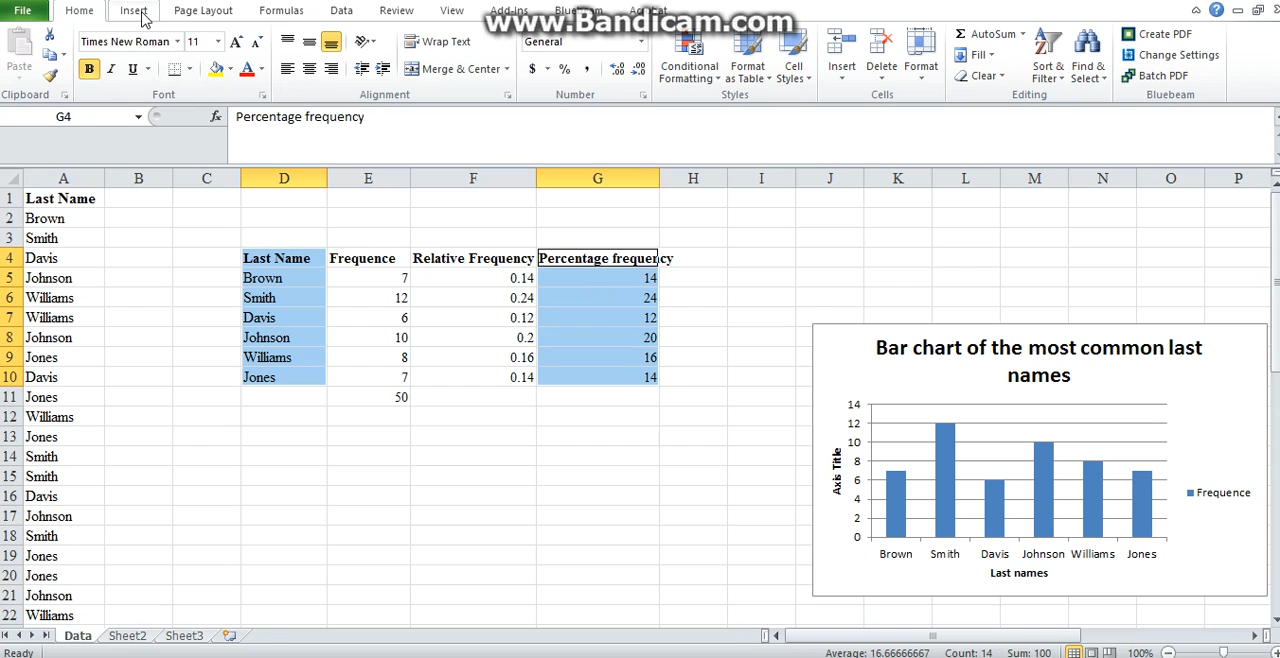 File Home Insert Page Layout Formulas Data Review View
www.Bandicam.com
Times New Roman 11 Wrap Text General AutoSum Create PDF
Paste B I U Merge & Center $ % , Conditional Formatting Format as Table Cell Styles Insert Delete Format Fill Clear Sort & Filter Find & Select Change Settings
Batch PDF
Clipboard Font Alignment Number Styles Cells Editing Bluebeam
G4 fx Percentage frequency
A B C D E F G H I J K L M N O P
1 Last Name
2 Brown
3 Smith
4 Davis Last Name Frequence Relative Frequency Percentage frequency
5 Johnson Brown 7 0.14 14
6 Williams Smith 12 0.24 24
7 Williams Davis 6 0.12 12
8 Johnson Johnson 10 0.2 20
9 Jones Williams 8 0.16 16
10 Davis Jones 7 0.14 14
11 Jones 50
12 Williams
13 Jones
14 Smith
15 Smith
16 Davis
17 Johnson
18 Smith
19 Jones
20 Jones
21 Johnson
22 Williams
Bar chart of the most common last
names
14
12
10
8
6
4
2
0
Axis Title
Brown Smith Davis Johnson Williams Jones
Last names
Frequence
Data Sheet2 Sheet3
Ready Average: 16.66666667 Count: 14 Sum: 100 100%